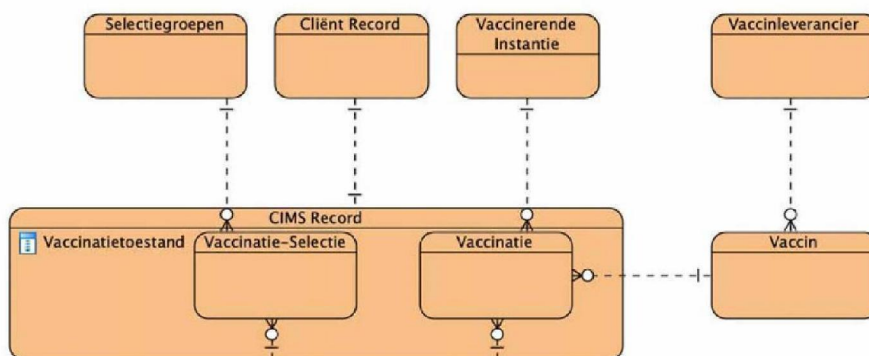 Selectiegroepen
Cliënt Record
Vaccinerende
Instantie
Vaccinleverancier
CIMS Record
Vaccinatietoestand
Vaccinatie-Selectie
Vaccinatie
Vaccin